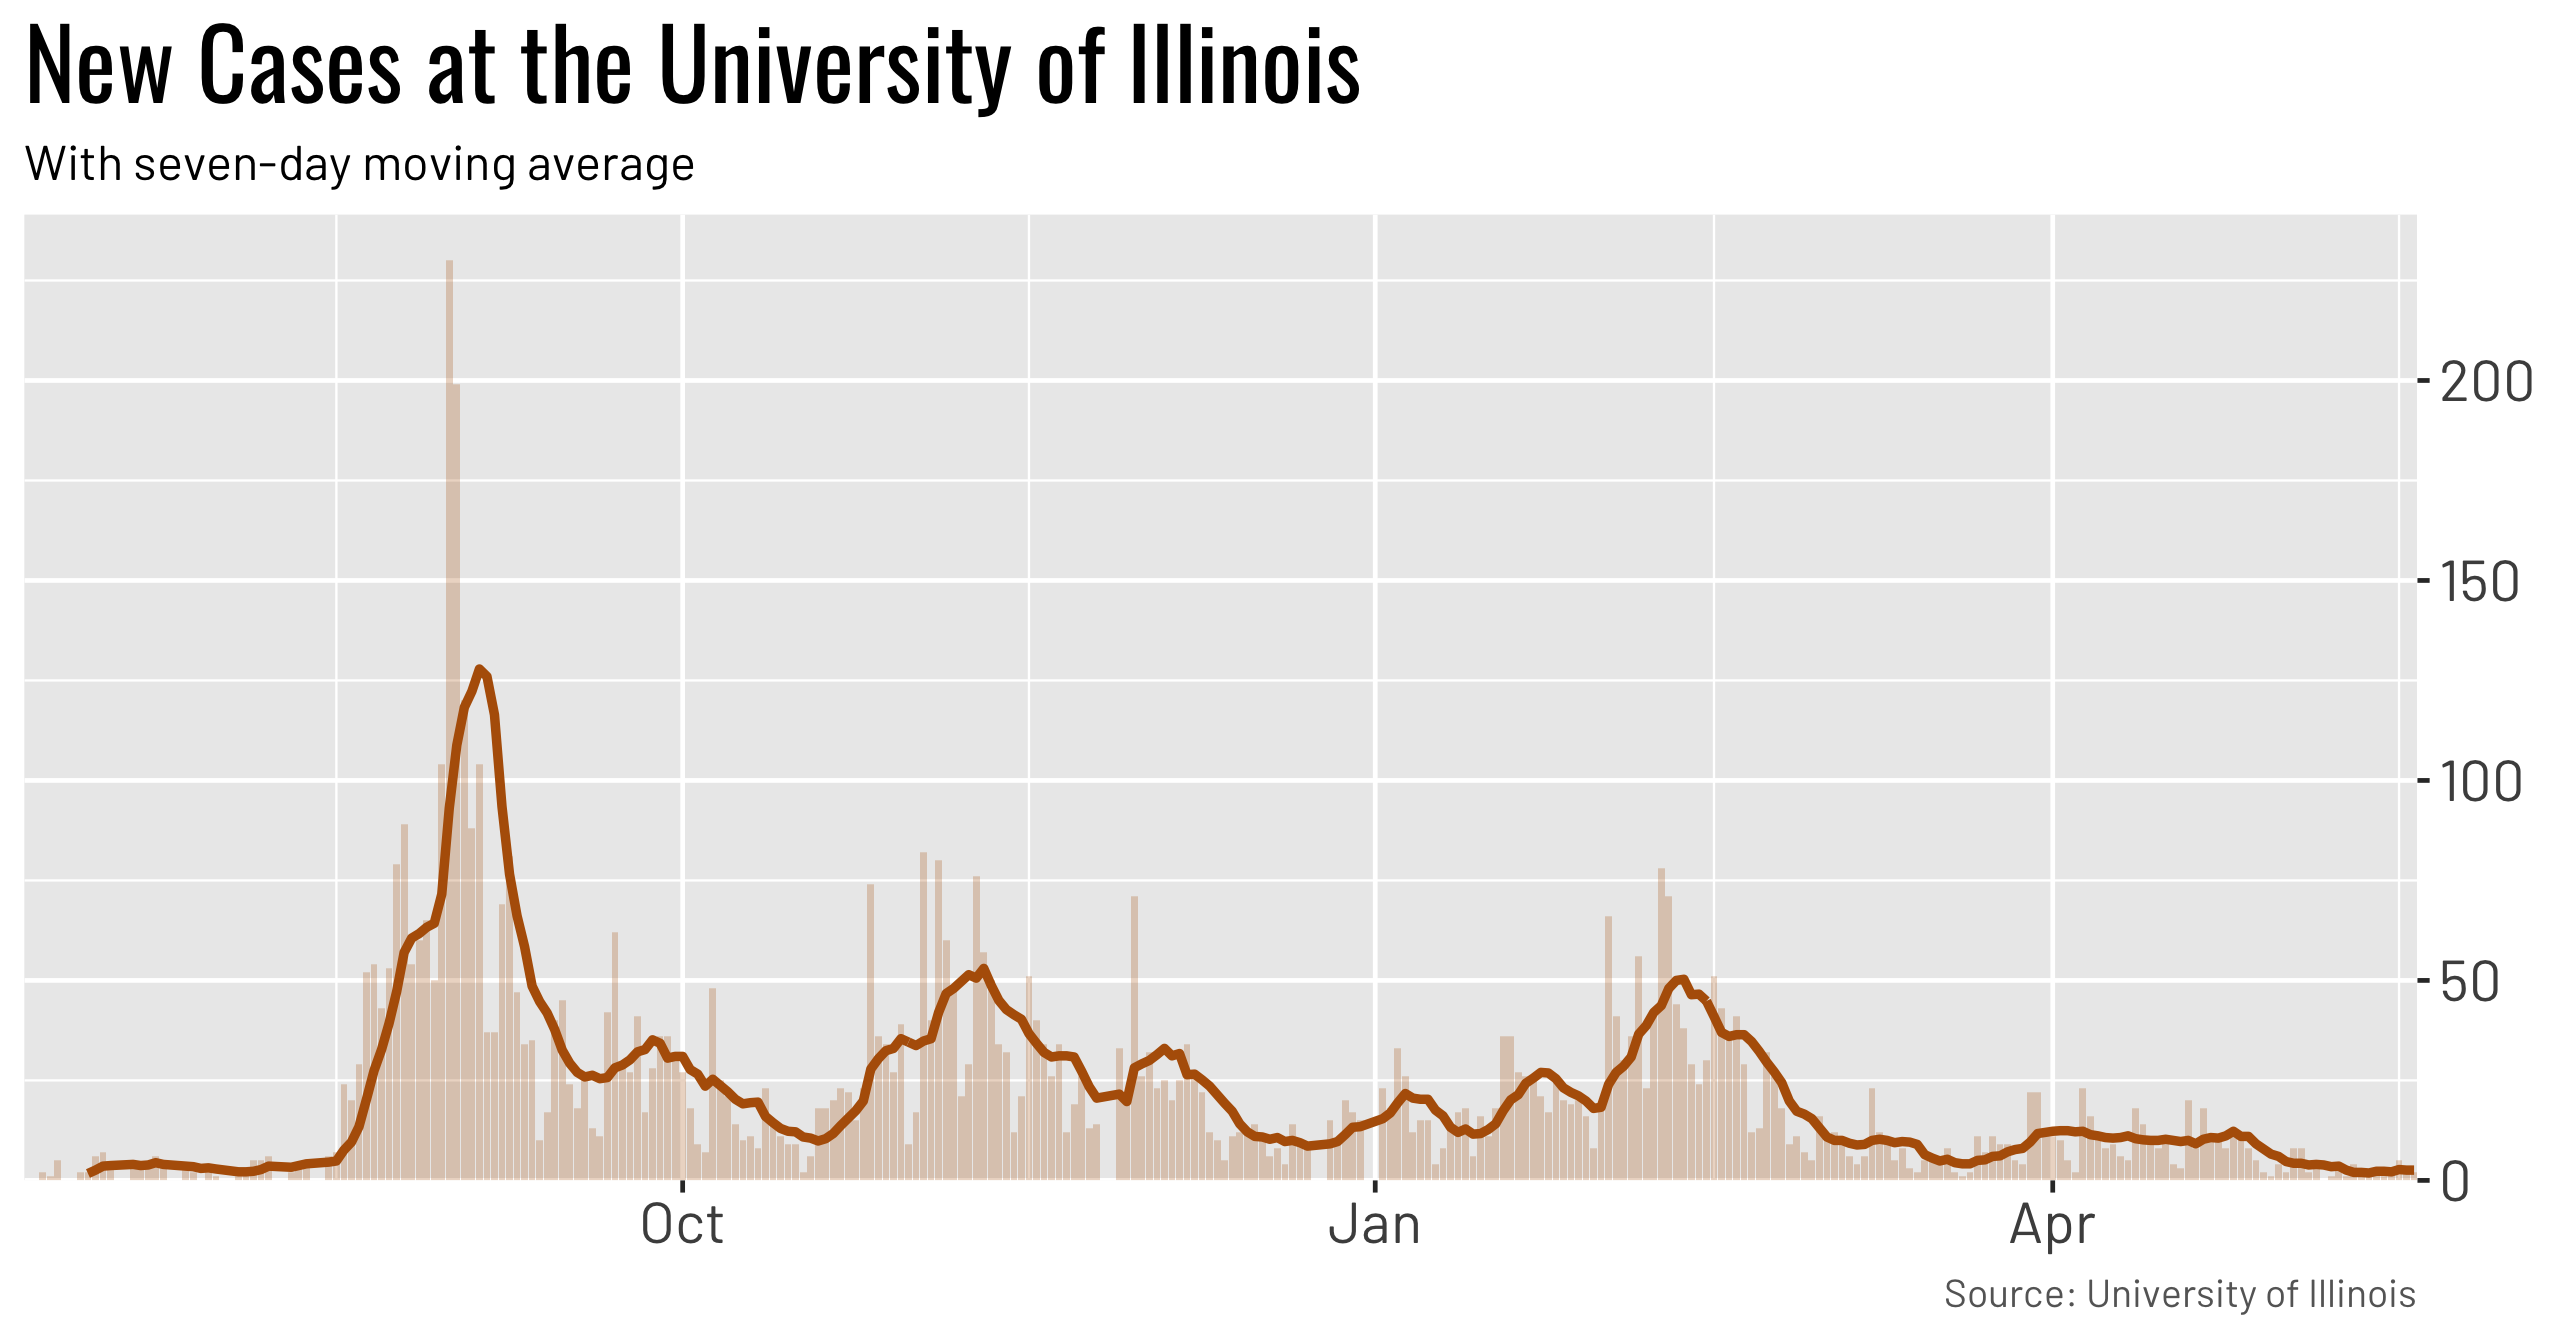 New Cases at the University of Illinois
With seven-day moving average
200
150
100
50
0
Oct Jan Apr
Source: University of Illinois